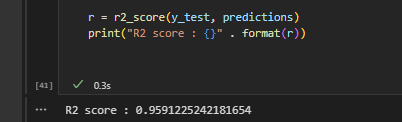 r = r2_score(y_test, predictions)
print("R2 score : {}" . format(r))
[41]
0.3s
...
R2 score : 0.9591225242181654